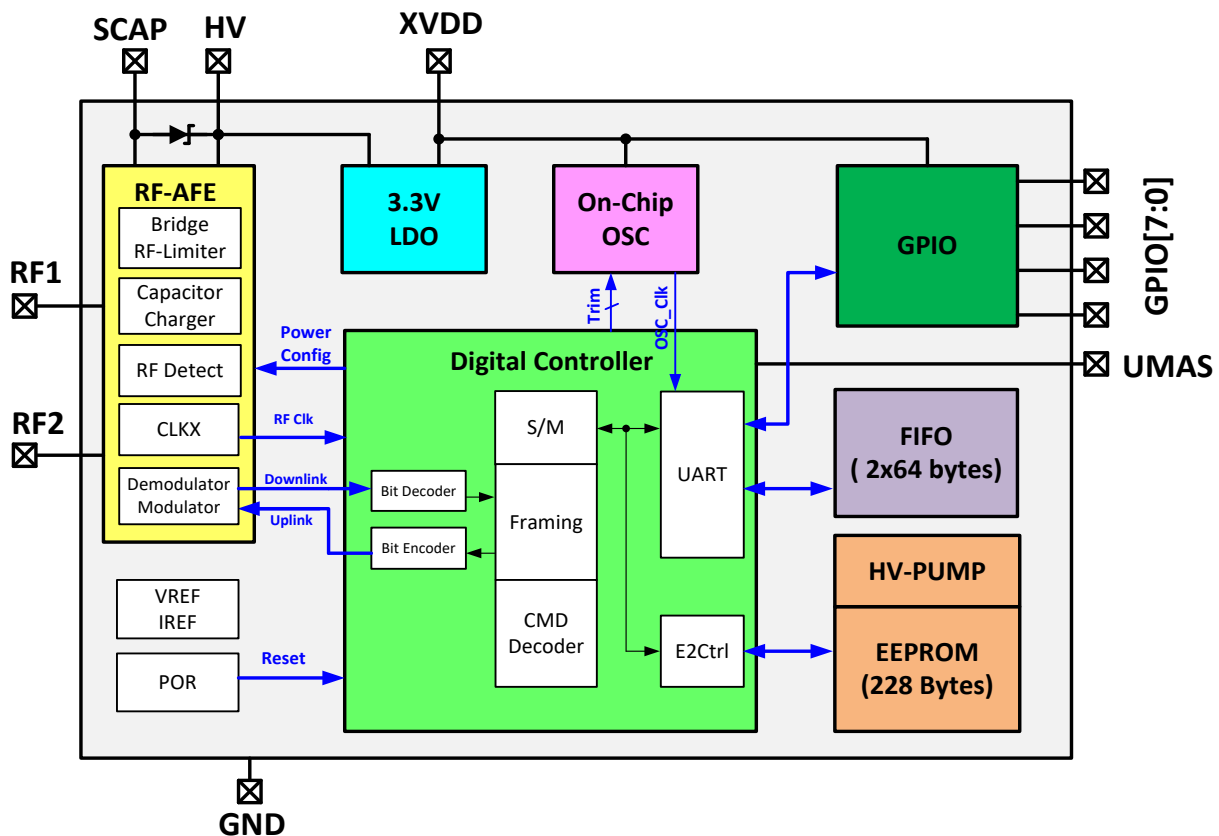 SCAP
HV
XVDD
RF-AFE
Bridge
RF-Limiter
Capacitor
Charger
RF Detect
CLKX
Demodulator
Modulator
RF1
RF2
3.3V
LDO
On-Chip
OSC
GPIO
GPIO[7:0]
Trim
OSC_Clk
Power
Config
RF Clk
Downlink
Uplink
Digital Controller
UMAS
S/M
Framing
CMD
Decoder
Bit Decoder
Bit Encoder
UART
E2Ctrl
FIFO
( 2x64 bytes)
HV-PUMP
EEPROM
(228 Bytes)
VREF
IREF
POR
Reset
GND